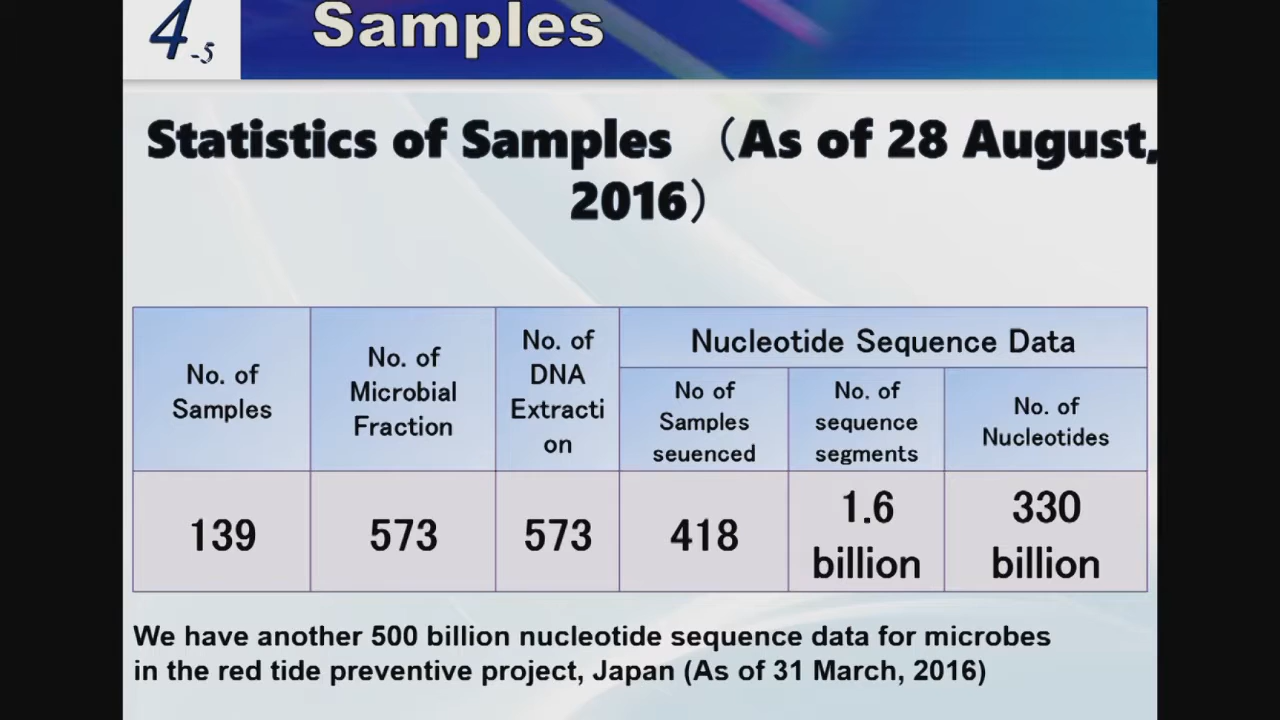 4-5
Samples
Statistics of Samples （As of 28 August,
2016）
No. of
Samples
No. of
Microbial
Fraction
No. of
DNA
Extracti
on
Nucleotide Sequence Data
No of
Samples
seuenced
No. of
sequence
segments
No. of
Nucleotides
139
573
573
418
1.6
billion
330
billion
We have another 500 billion nucleotide sequence data for microbes
in the red tide preventive project, Japan (As of 31 March, 2016)